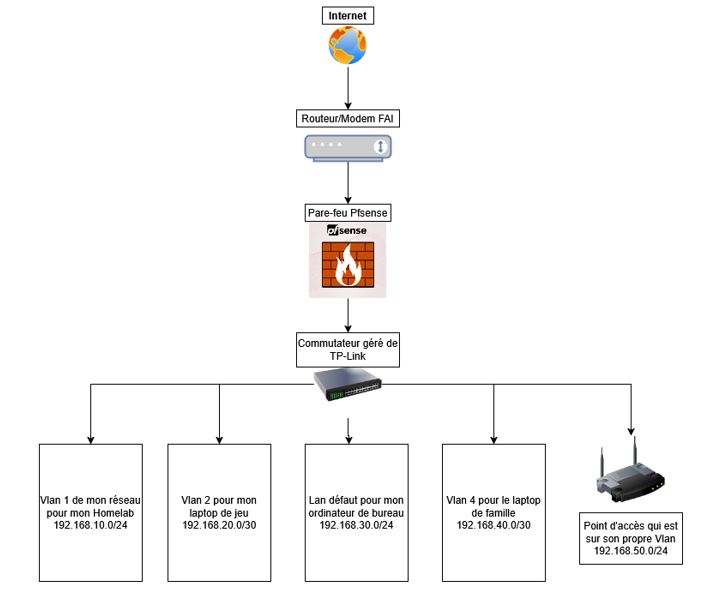 Internet
Routeur/Modem FAI
Pare-feu Pfsense
pfsense
Commutateur géré de
TP-Link
Vlan 1 de mon réseau
pour mon Homelab
192.168.10.0/24
Vlan 2 pour mon
laptop de jeu
192.168.20.0/30
Lan défaut pour mon
ordinateur de bureau
192.168.30.0/24
Vlan 4 pour le laptop
de famille
192.168.40.0/30
Point d'accès qui est
sur son propre Vlan
192.168.50.0/24